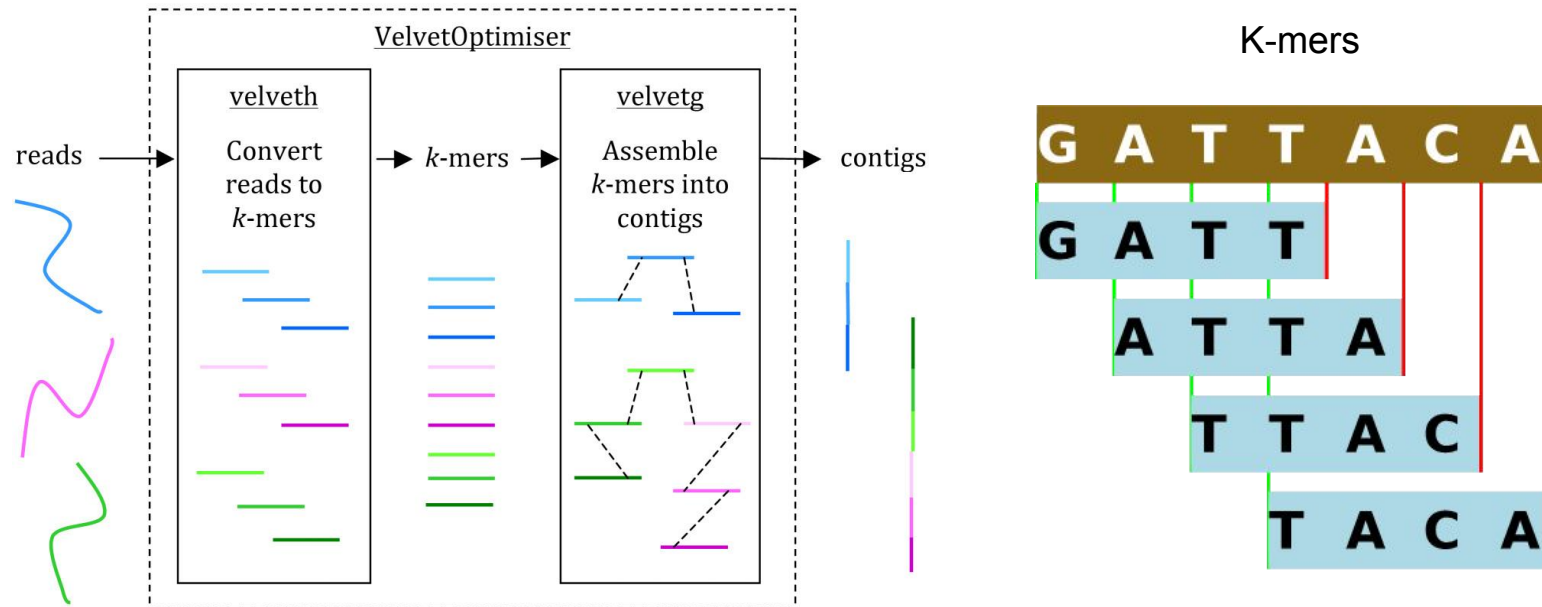 VelvetOptimiser
velveth
Convert
reads to
k-mers
reads
k-mers
velvetg
Assemble
k-mers into
contigs
contigs
K-mers
G A T T A C A
G A T T
A T T A
T T A C
T A C A